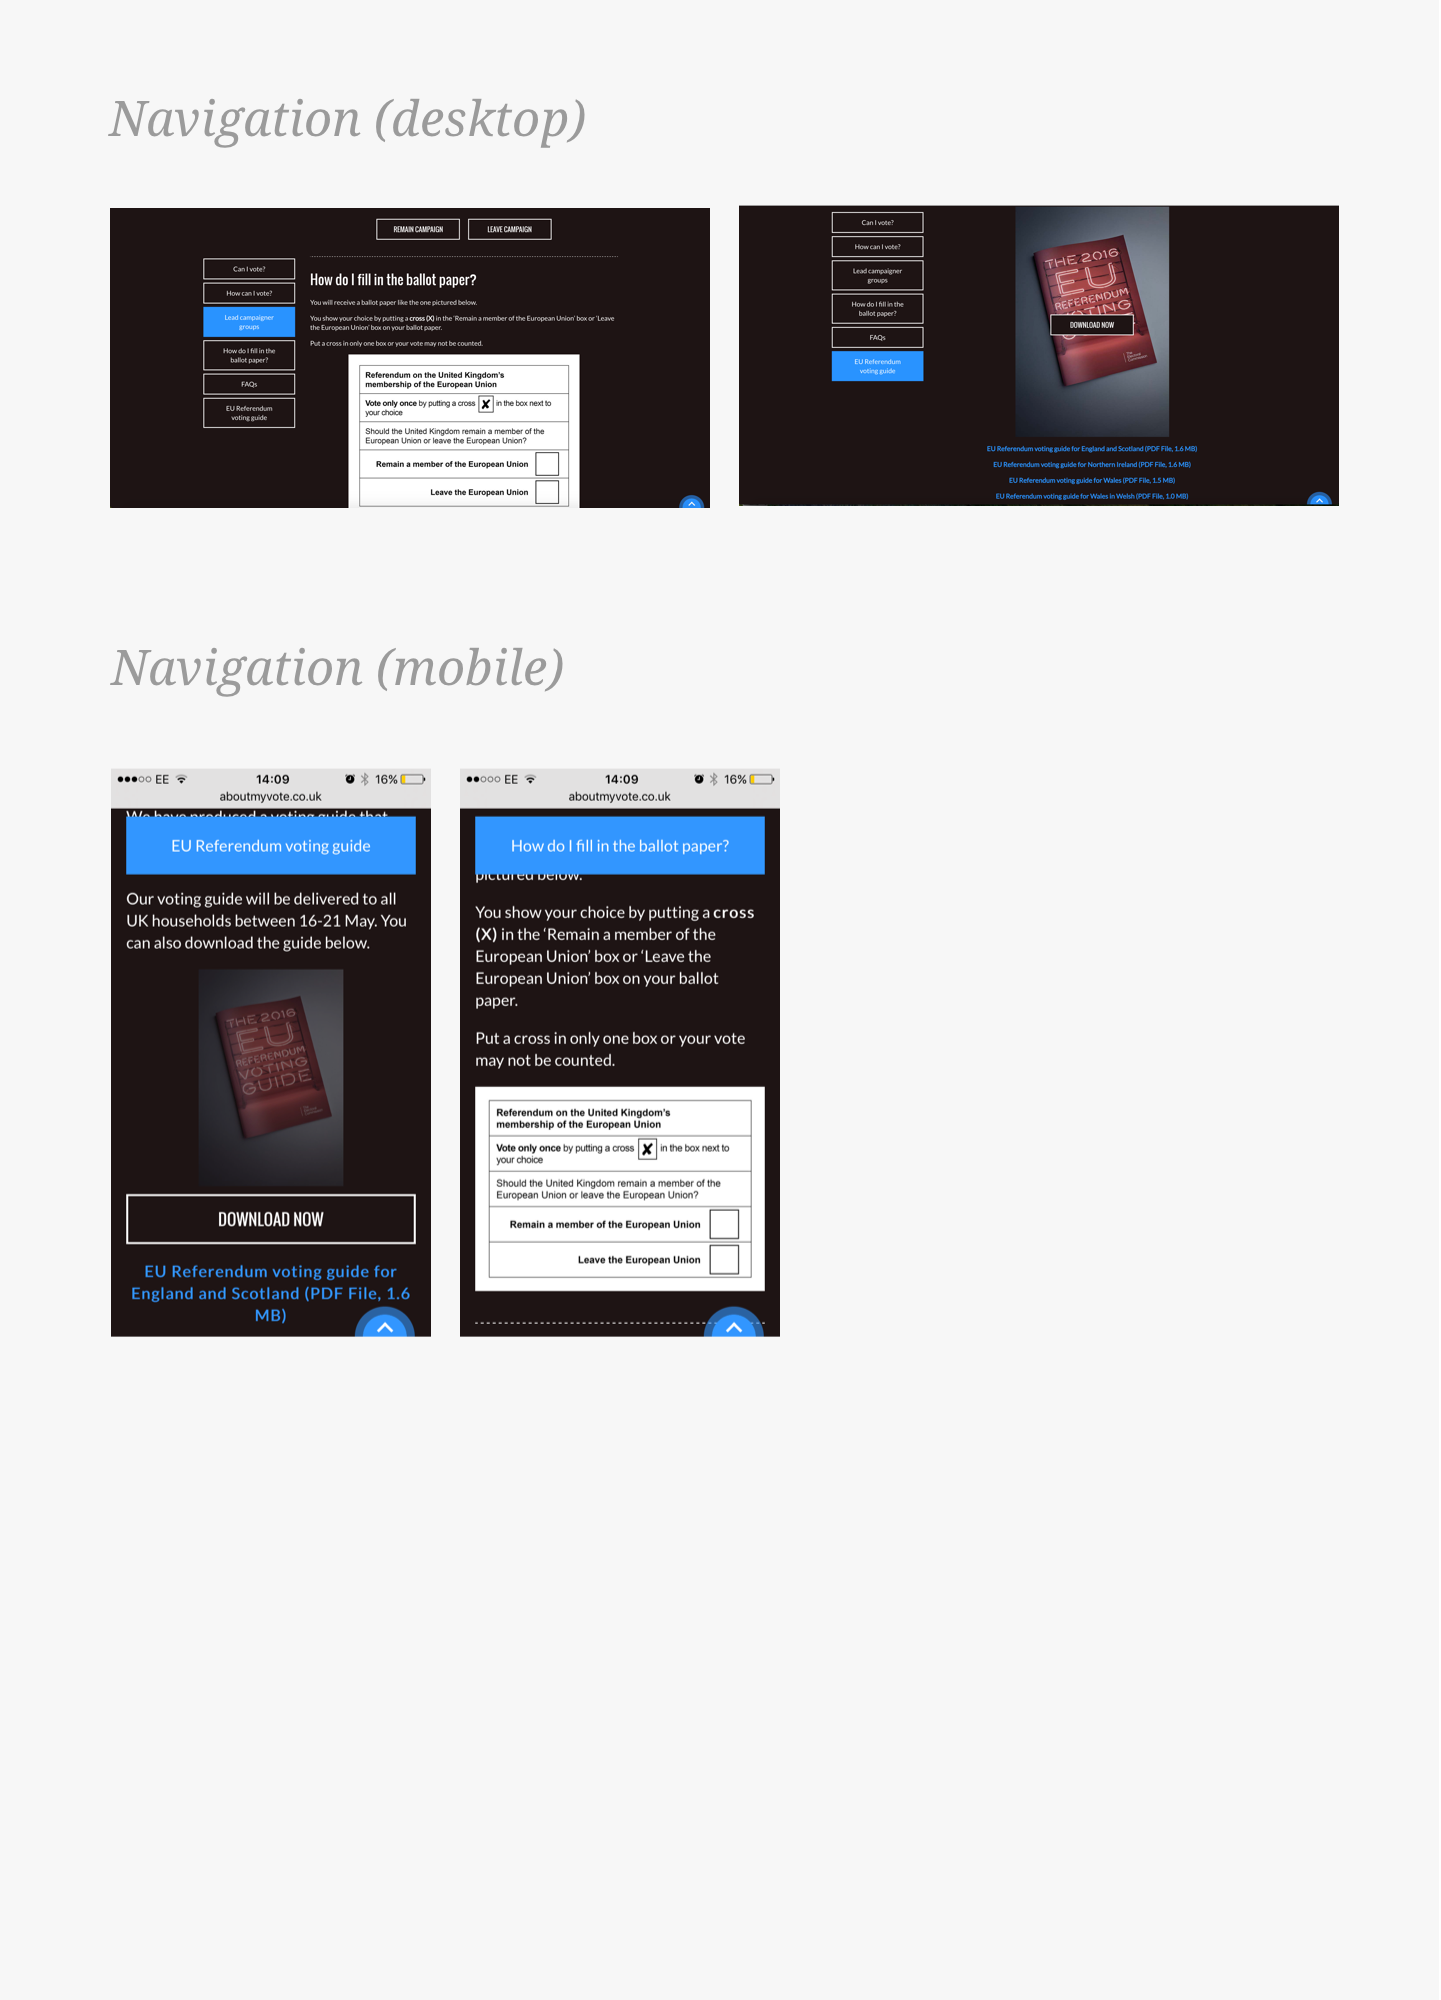 Navigation (desktop)
REMAIN CAMPAIGN
LEAVE CAMPAIGN
Can I vote?
How can I vote?
Lead campaigner
groups
How do I fill in the
ballot paper?
FAQs
EU Referendum
voting guide
How do I fill in the ballot paper?
You will receive a ballot paper like the one pictured below.
You show your choice by putting a cross (X) in the 'Remain a member of the European Union' box or 'Leave
the European Union' box on your ballot paper.
Put a cross in only one box or your vote may not be counted.
Referendum on the United Kingdom's
membership of the European Union
Vote only once by putting a cross X in the box next to
your choice
Should the United Kingdom remain a member of the
European Union or leave the European Union?
Remain a member of the European Union
Leave the European Union
Can I vote?
How can I vote?
Lead campaigner
groups
How do I fill in the
ballot paper?
FAQs
EU Referendum
voting guide
THE 2016
EU
REFERENDUM
VOTING
DOWNLOAD NOW
EU Referendum voting guide for England and Scotland (PDF File, 1.6 MB)
EU Referendum voting guide for Northern Ireland (PDF File, 1.6 MB)
EU Referendum voting guide for Wales (PDF File, 1.5 MB)
EU Referendum voting guide for Wales in Welsh (PDF File, 1.0 MB)
Navigation (mobile)
EE 14:09 16%
aboutmyvote.co.uk
We have produced a voting guide that
EU Referendum voting guide
Our voting guide will be delivered to all
UK households between 16-21 May. You
can also download the guide below.
THE 2016
EU
REFERENDUM
VOTING
GUIDE
DOWNLOAD NOW
EU Referendum voting guide for
England and Scotland (PDF File, 1.6
MB)
EE 14:09 16%
aboutmyvote.co.uk
How do I fill in the ballot paper?
pictured below.
You show your choice by putting a cross
(X) in the 'Remain a member of the
European Union' box or 'Leave the
European Union' box on your ballot
paper.
Put a cross in only one box or your vote
may not be counted.
Referendum on the United Kingdom's
membership of the European Union
Vote only once by putting a cross X in the box next to
your choice
Should the United Kingdom remain a member of the
European Union or leave the European Union?
Remain a member of the European Union
Leave the European Union